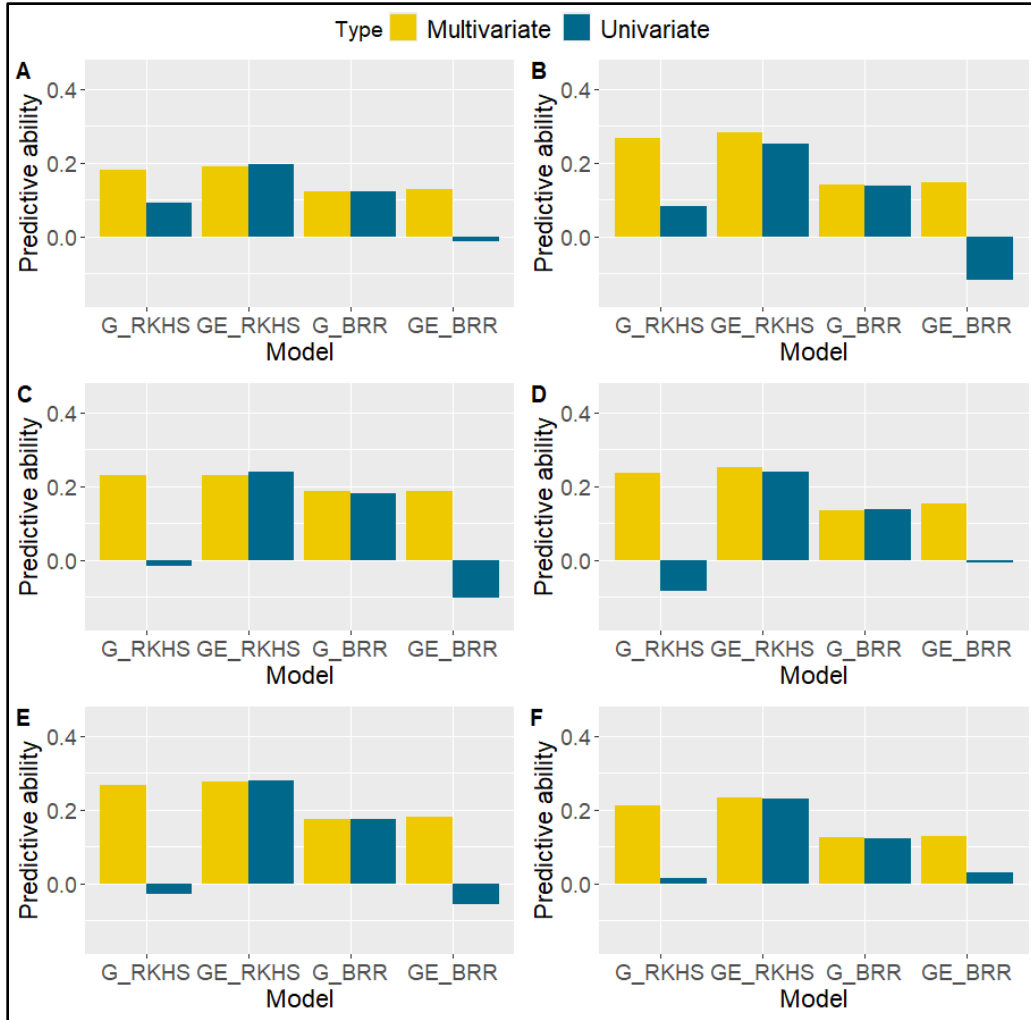 Type Multivariate Univariate
A B
Predictive ability 0.4 0.2 0.0
G_RKHS GE_RKHS G_BRR GE_BRR
Model
Predictive ability 0.4 0.2 0.0
G_RKHS GE_RKHS G_BRR GE_BRR
Model
C D
Predictive ability 0.4 0.2 0.0
G_RKHS GE_RKHS G_BRR GE_BRR
Model
Predictive ability 0.4 0.2 0.0
G_RKHS GE_RKHS G_BRR GE_BRR
Model
E F
Predictive ability 0.4 0.2 0.0
G_RKHS GE_RKHS G_BRR GE_BRR
Model
Predictive ability 0.4 0.2 0.0
G_RKHS GE_RKHS G_BRR GE_BRR
Model